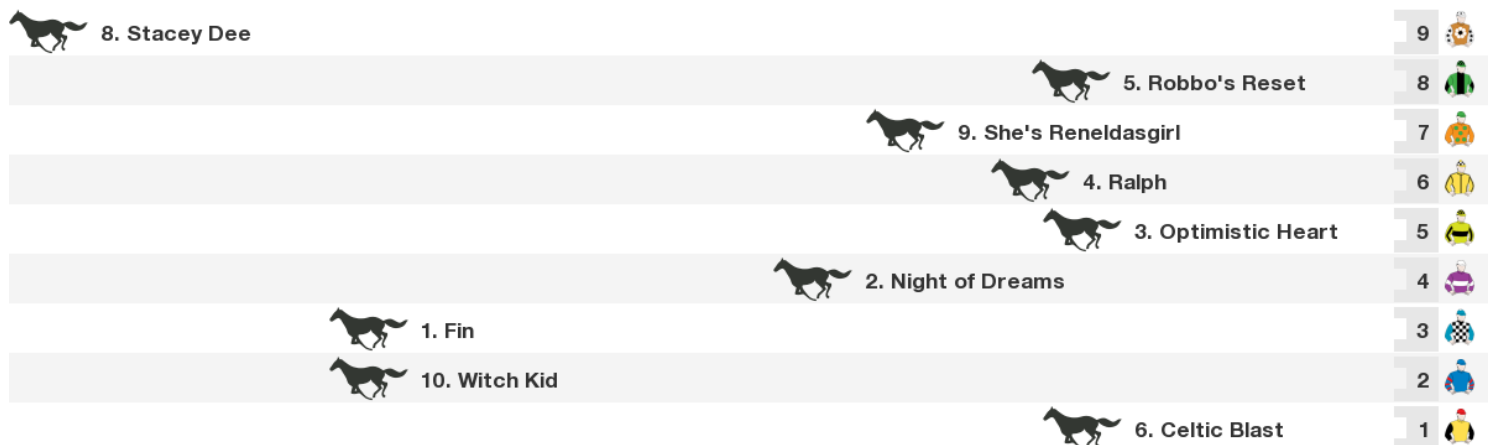 8. Stacey Dee 9
5. Robbo's Reset 8
9. She's Reneldasgirl 7
4. Ralph 6
3. Optimistic Heart 5
2. Night of Dreams 4
1. Fin 3
10. Witch Kid 2
6. Celtic Blast 1